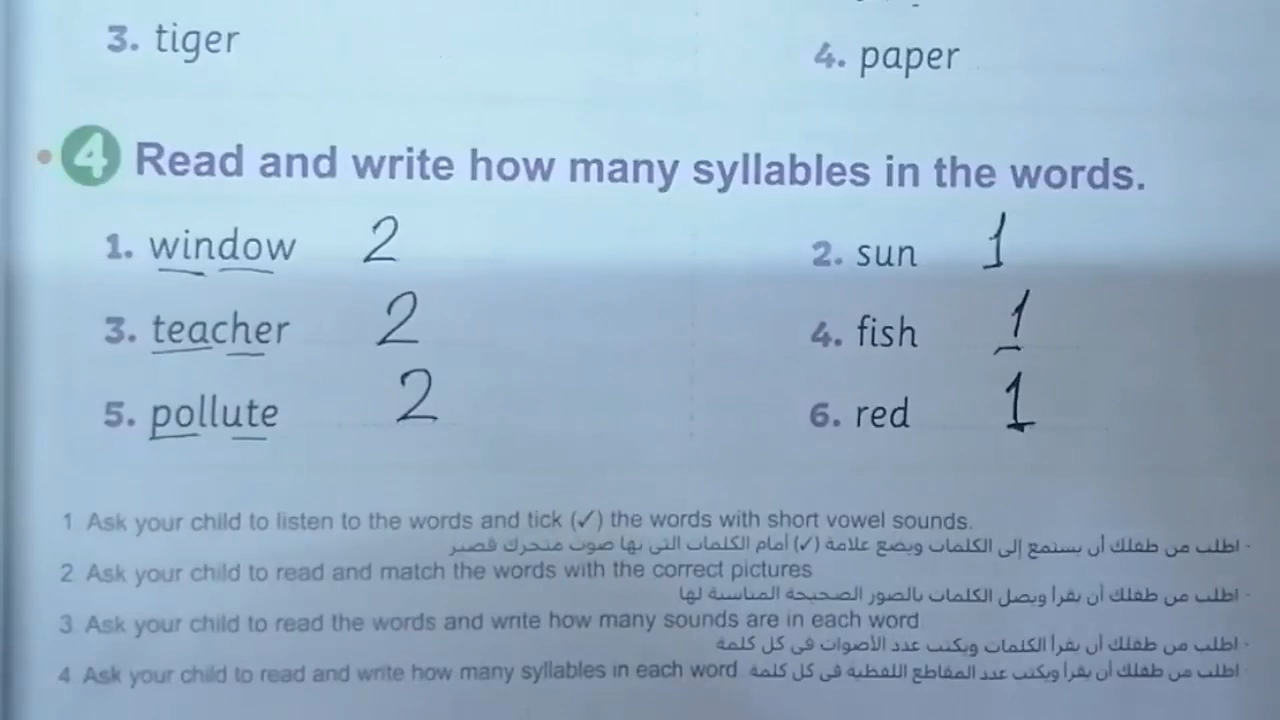 3. tiger
4. paper
4 Read and write how many syllables in the words.
1. window 2
2. sun 1
3. teacher 2
4. fish 1
5. pollute 2
6. red 1
1 Ask your child to listen to the words and tick (✓) the words with short vowel sounds.
- اطلب من طفلك أن يستمع إلى الكلمات ويضع علامة (✓) أمام الكلمات التى بها صوت متحرك قصير
2 Ask your child to read and match the words with the correct pictures
- اطلب من طفلك أن يقرأ ويصل الكلمات بالصور الصحيحة المناسبة لها
3 Ask your child to read the words and write how many sounds are in each word
- اطلب من طفلك أن يقرأ الكلمات ويكتب عدد الأصوات فى كل كلمة
4 Ask your child to read and write how many syllables in each word اطلب من طفلك أن يقرأ ويكتب عدد المقاطع اللفظية فى كل كلمة